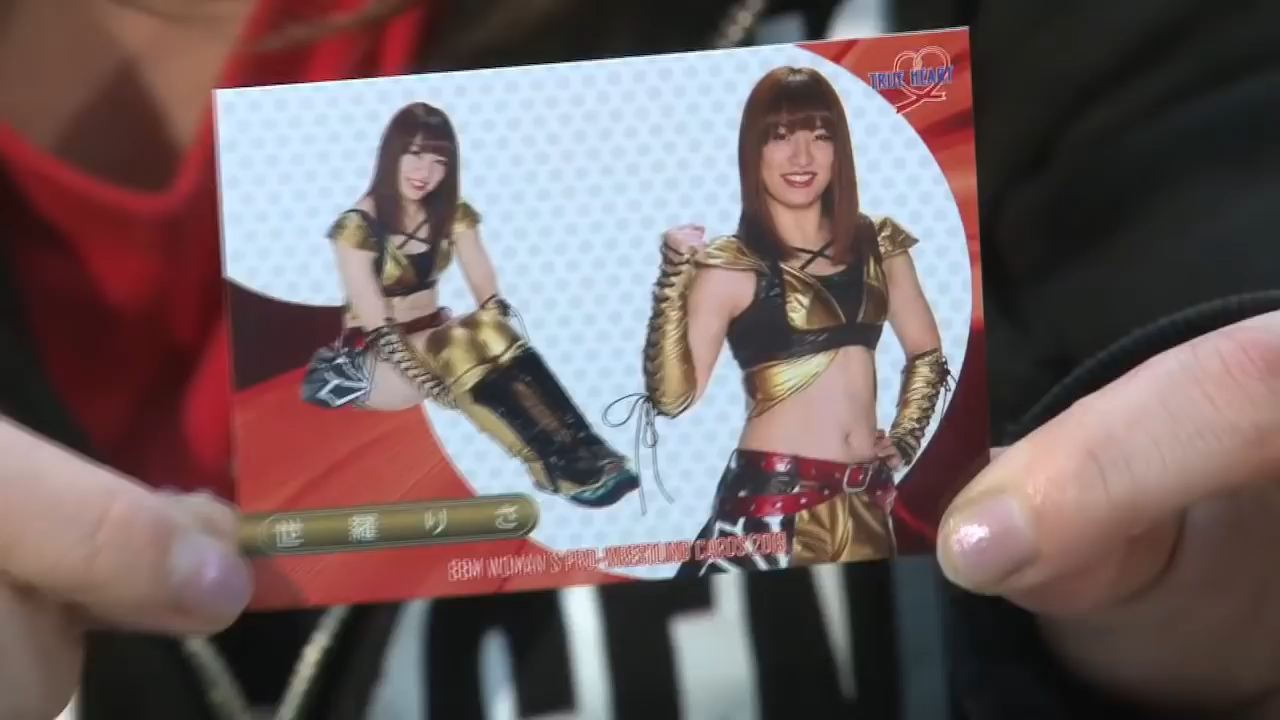 TRUE HEART
世羅りさ
BBM WOMAN'S PRO-WRESTLING CARDS 2018